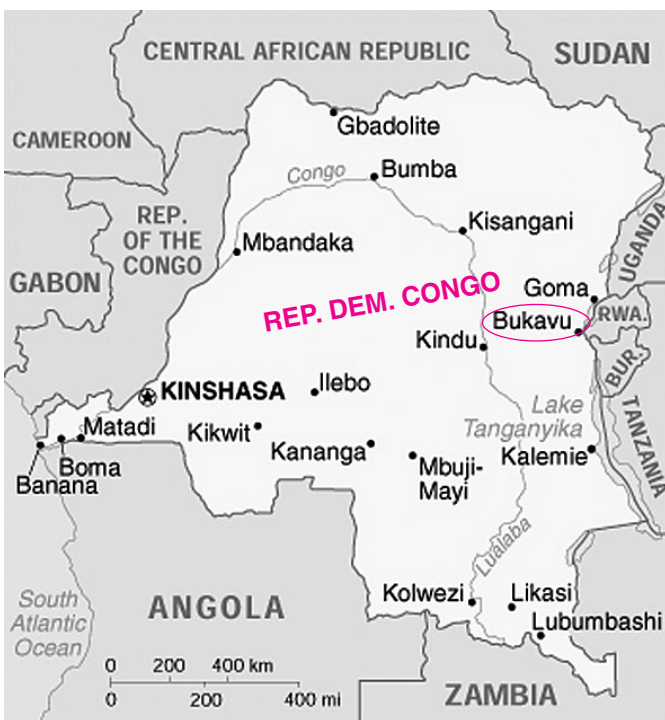 CENTRAL AFRICAN REPUBLIC
SUDAN
CAMEROON
Gbadolite
Congo
Bumba
REP.
OF THE
CONGO
Kisangani
Mbandaka
UGANDA
GABON
Goma
REP. DEM. CONGO
RWA.
Bukavu
Kindu
BUR.
KINSHASA
Ilebo
Lake
Tanganyika
TANZANIA
Matadi
Kikwit
Kananga
Kalemie
Boma
Banana
Mbuji-
Mayi
Lualaba
South
Atlantic
Ocean
ANGOLA
Kolwezi
Likasi
Lubumbashi
0 200 400 km
0 200 400 mi
ZAMBIA